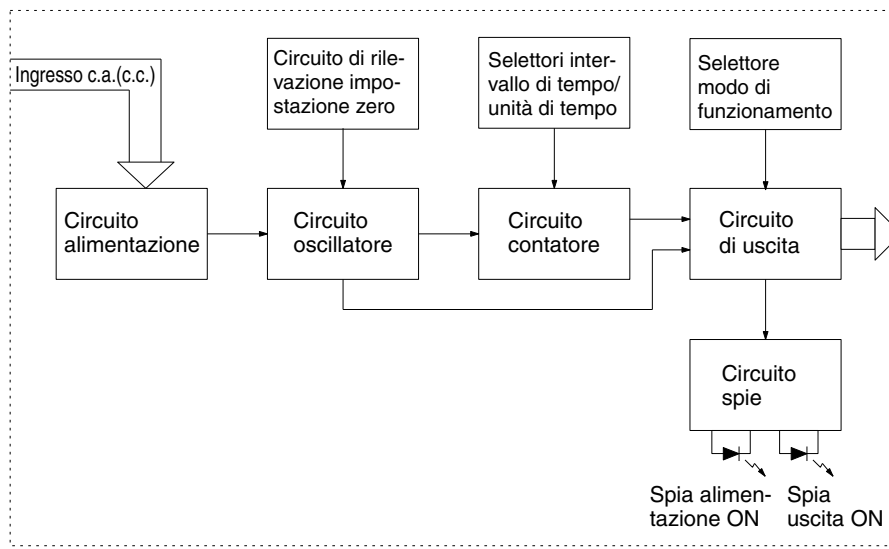 Ingresso c.a.(c.c.)
Circuito di rile-
vazione impo-
stazione zero
Selettori inter-
vallo di tempo/
unità di tempo
Selettore
modo di
funzionamento
Circuito
alimentazione
Circuito
oscillatore
Circuito
contatore
Circuito
di uscita
Circuito
spie
Spia alimen-
tazione ON
Spia
uscita ON